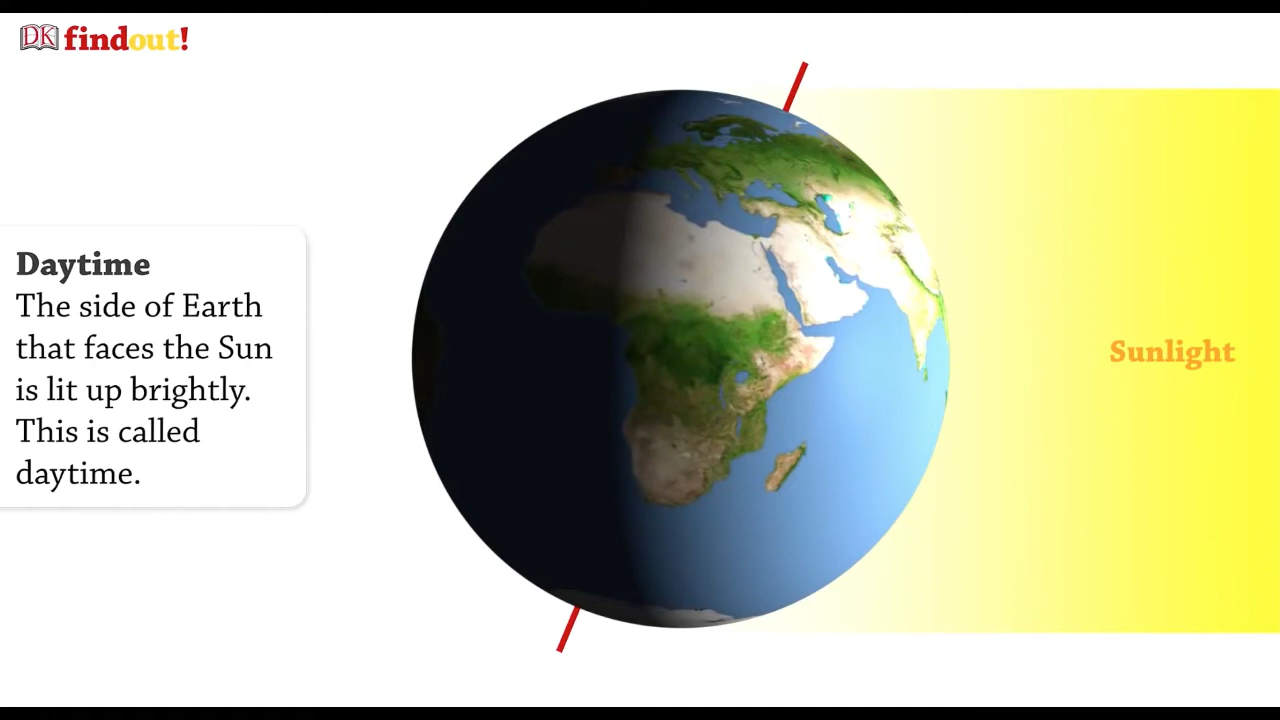 DK findout!
Daytime
The side of Earth
that faces the Sun
is lit up brightly.
This is called
daytime.
Sunlight